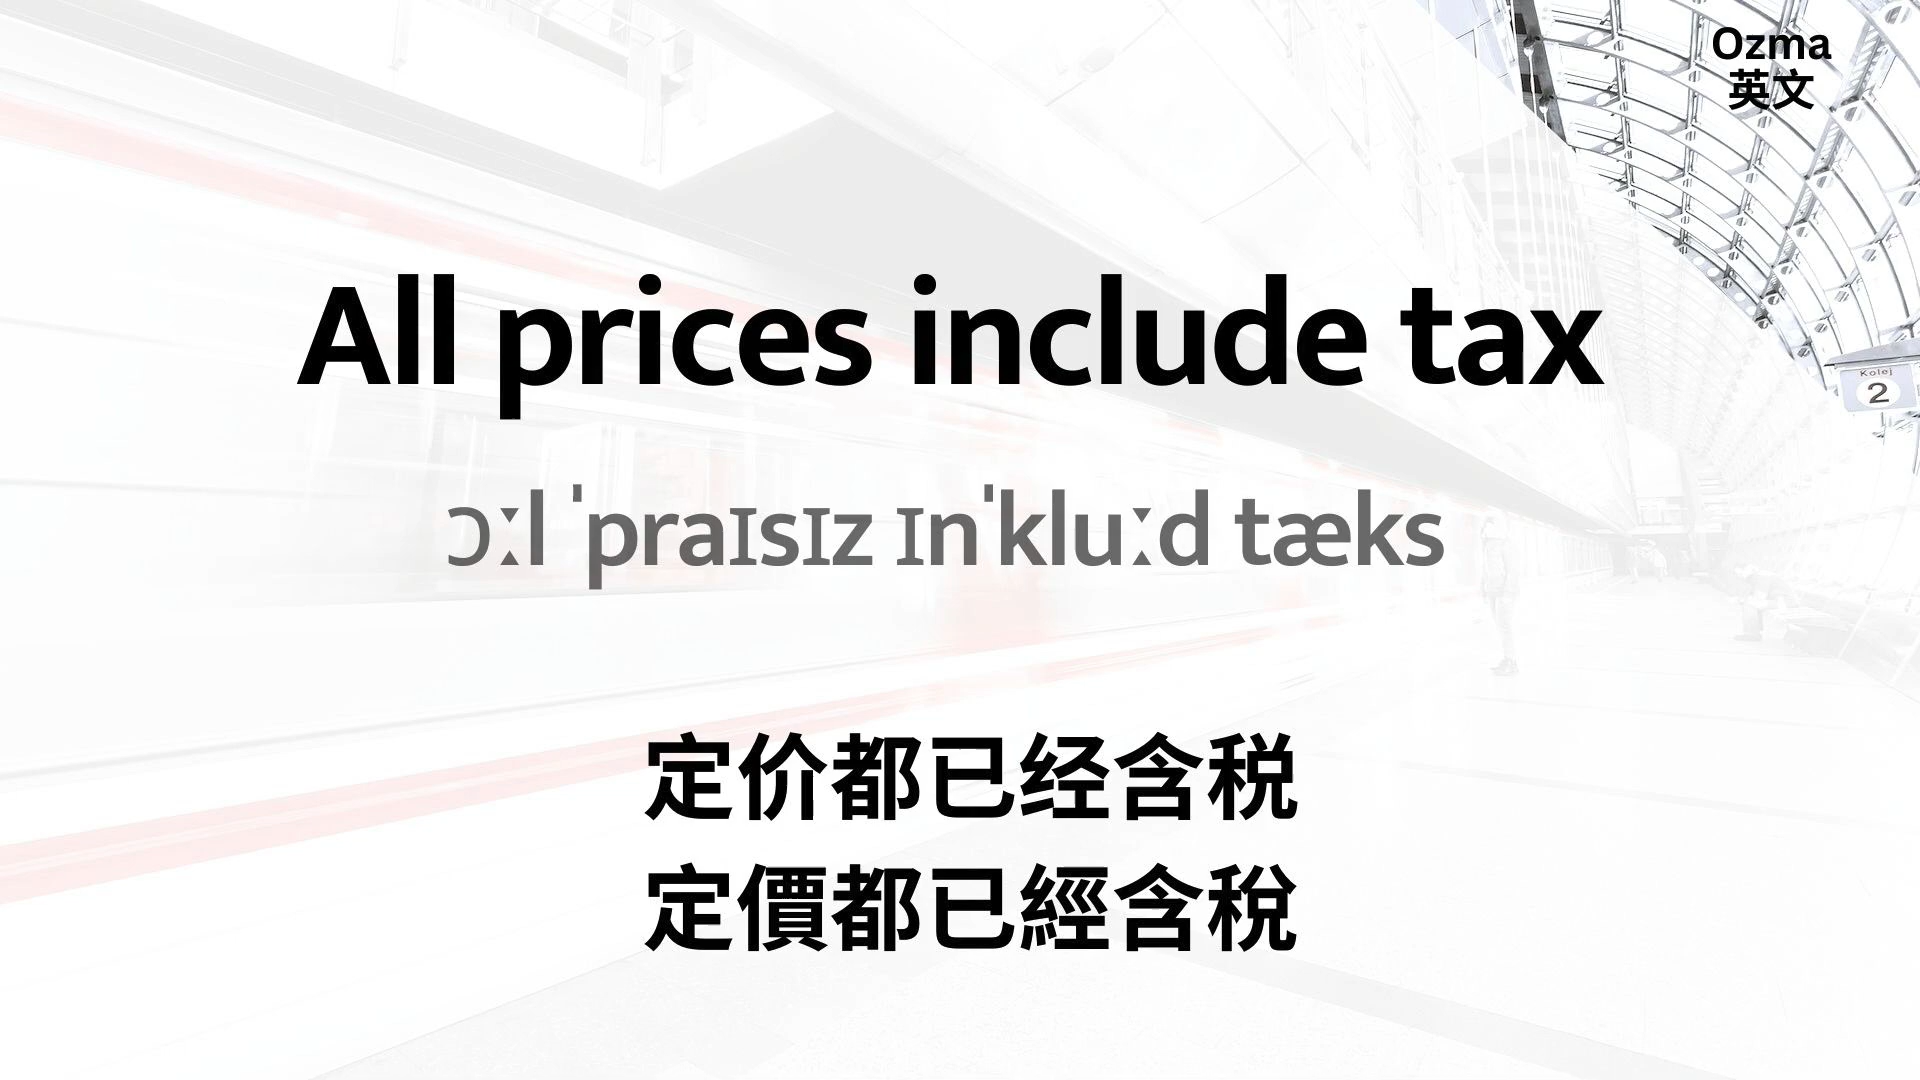 Ozma
英文
Kolej
2
All prices include tax
ɔːl ˈpraɪsɪz ɪnˈkluːd tæks
定价都已经含税
定價都已經含稅